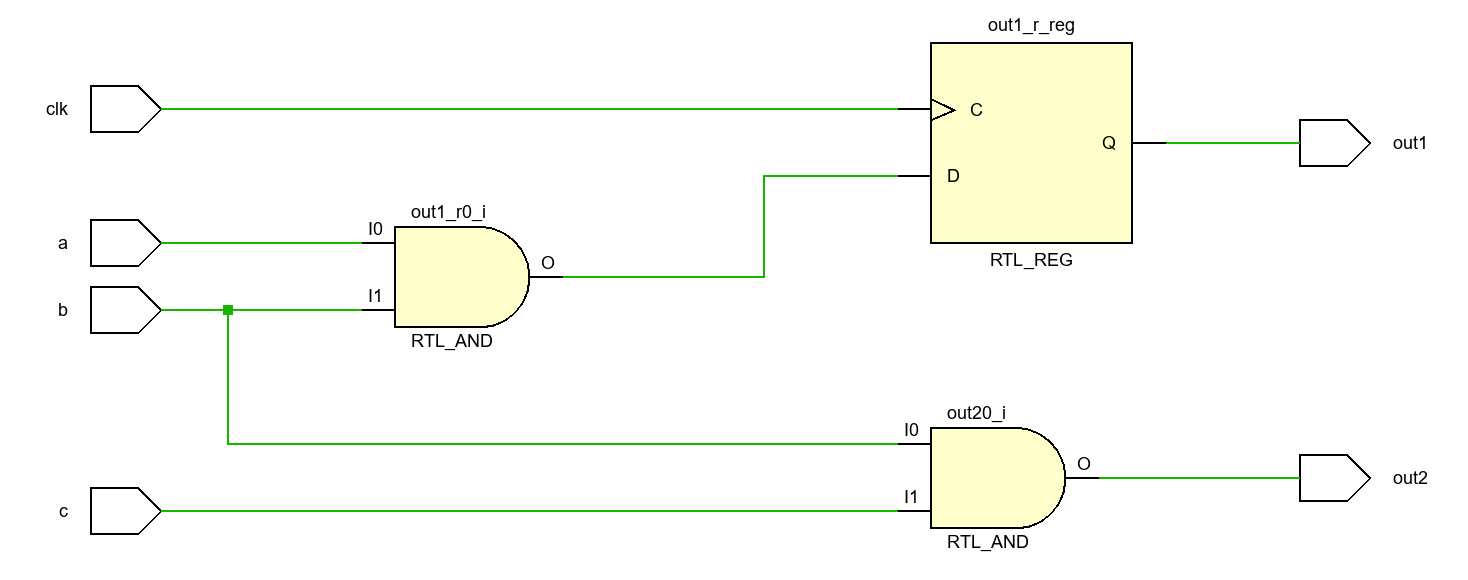 out1_r_reg
clk
C
Q
out1
D
out1_r0_i
I0
a
O
RTL_REG
I1
b
RTL_AND
out20_i
I0
O
out2
I1
c
RTL_AND